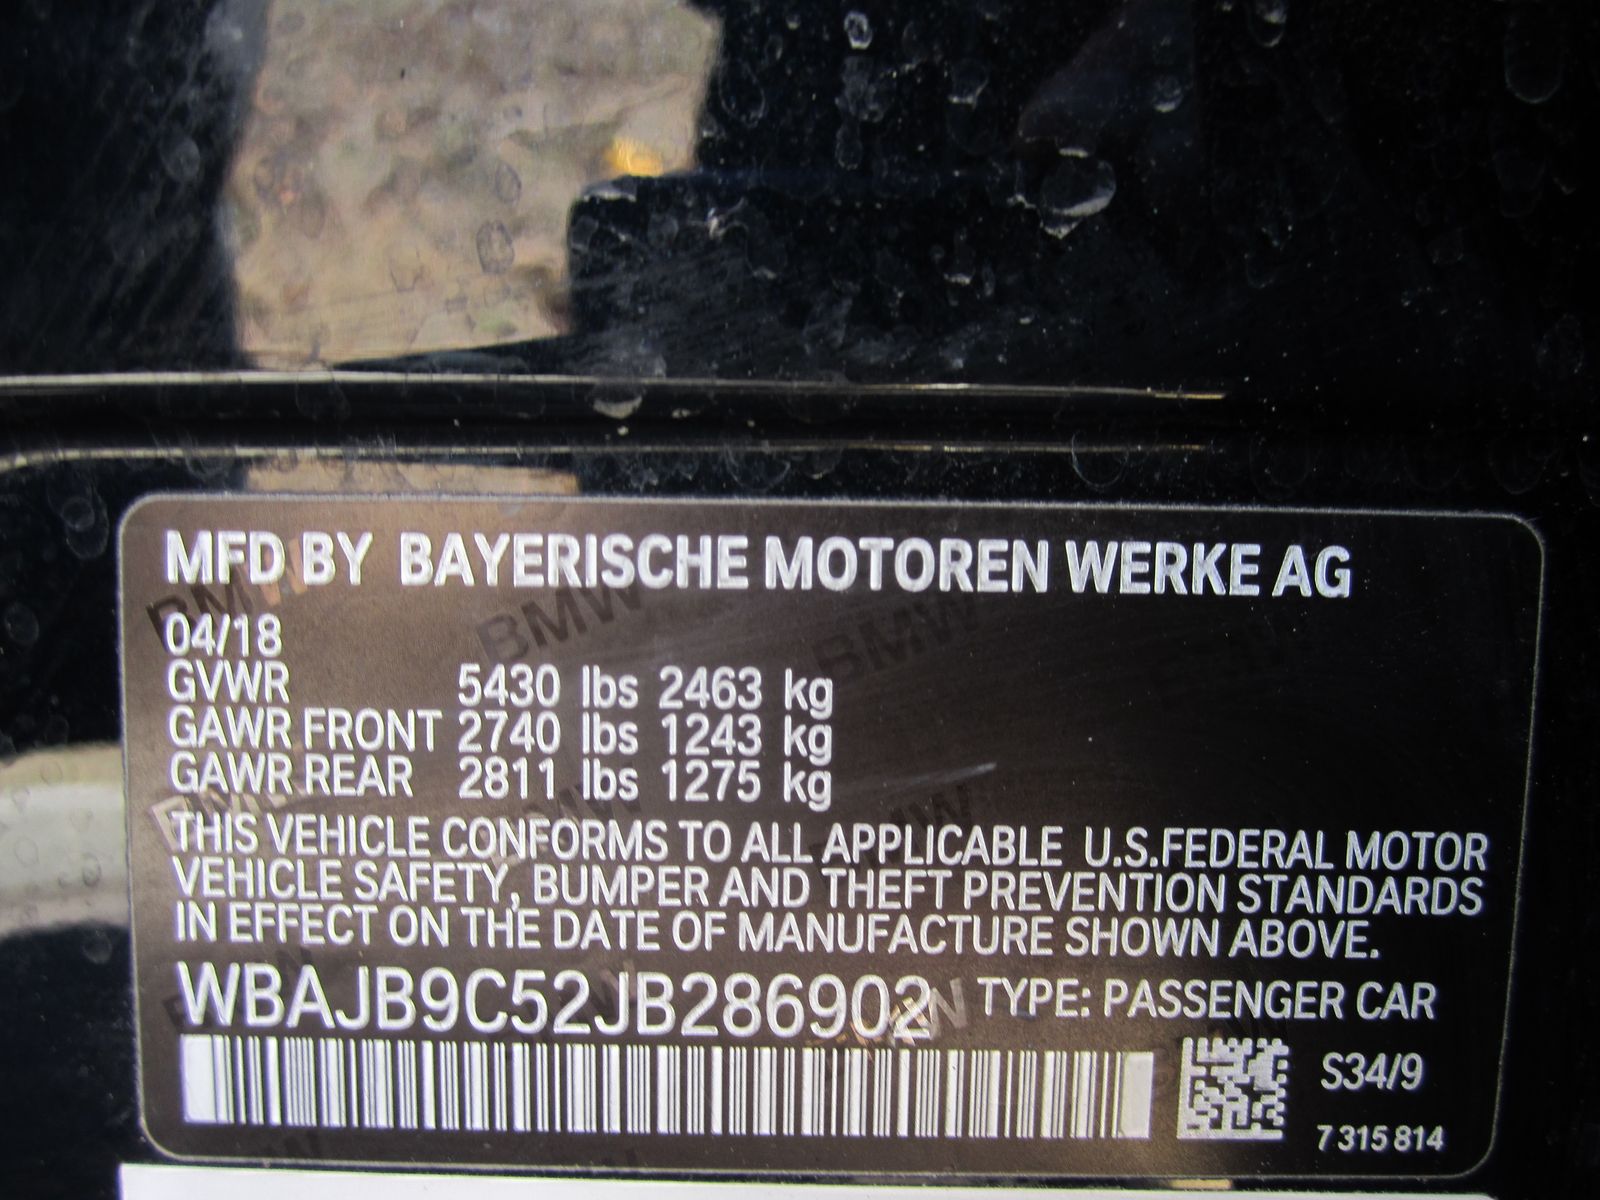 MFD BY BAYERISCHE MOTOREN WERKE AG
04/18
GVWR 5430 lbs 2463 kg
GAWR FRONT 2740 lbs 1243 kg
GAWR REAR 2811 lbs 1275 kg
THIS VEHICLE CONFORMS TO ALL APPLICABLE U.S.FEDERAL MOTOR
VEHICLE SAFETY, BUMPER AND THEFT PREVENTION STANDARDS
IN EFFECT ON THE DATE OF MANUFACTURE SHOWN ABOVE.
WBAJB9C52JB286902 TYPE: PASSENGER CAR
S34/9
7 315 814